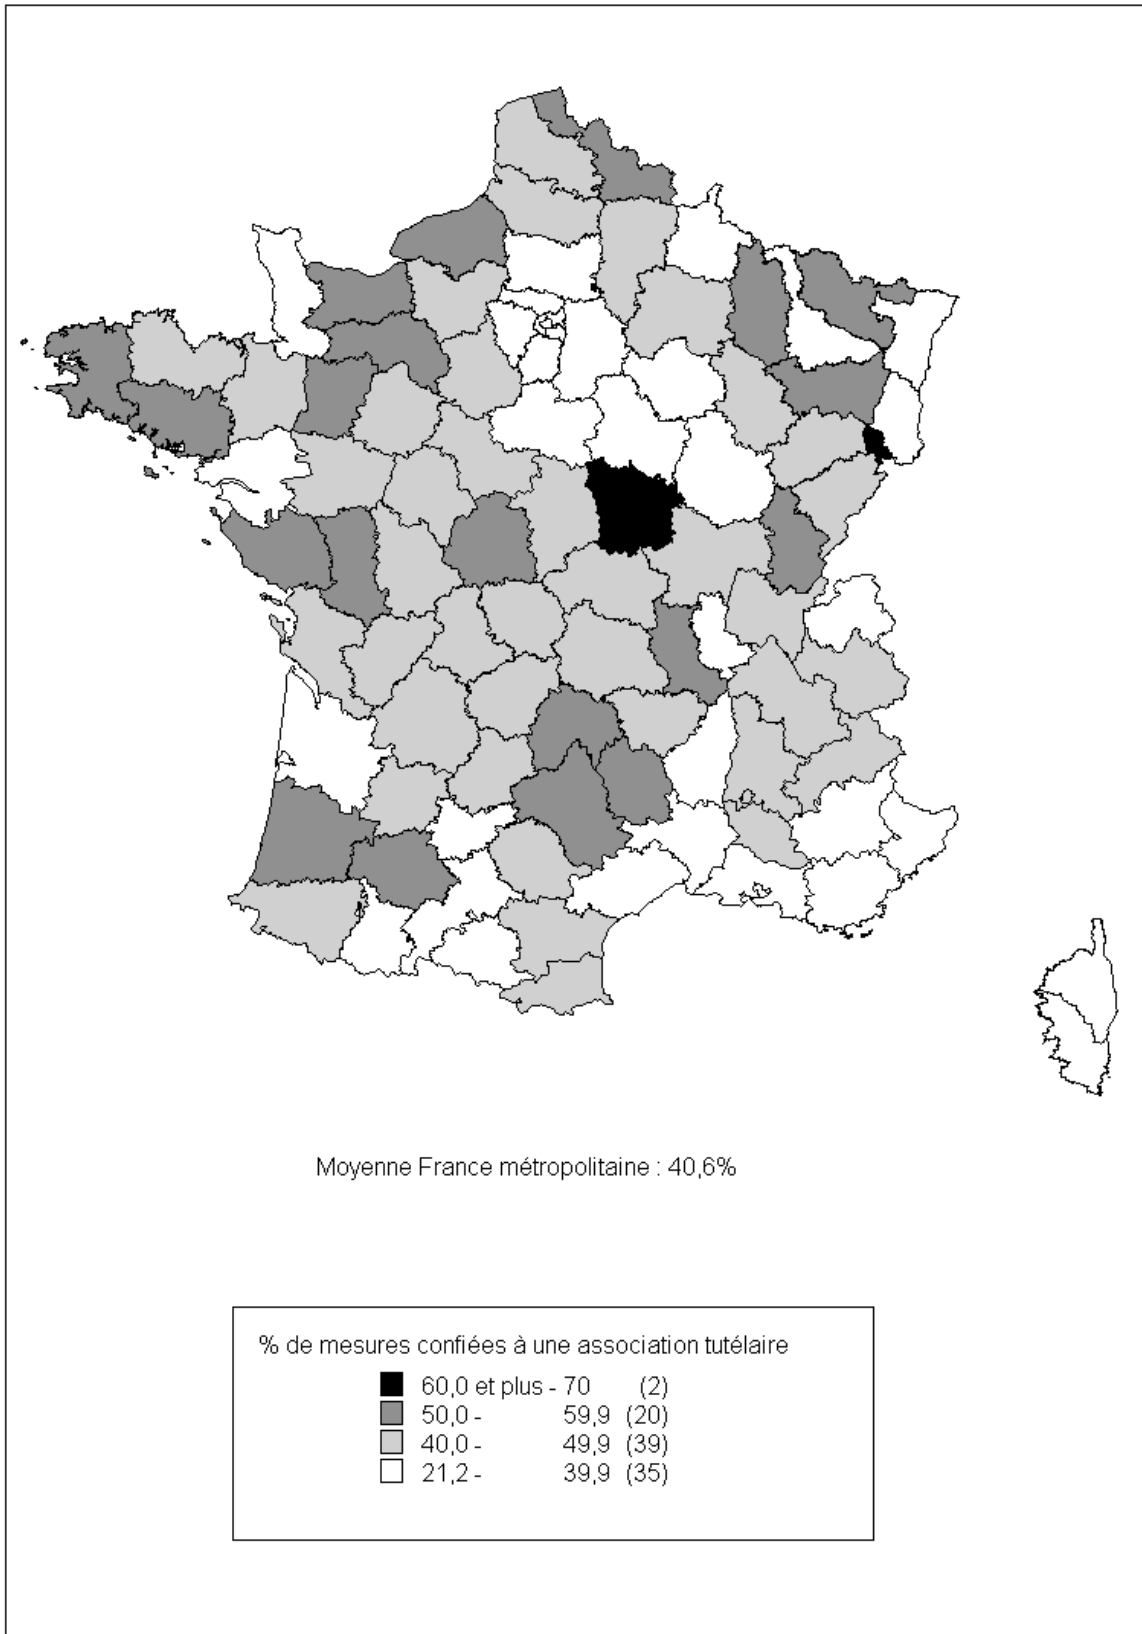 Moyenne France métropolitaine : 40,6%
% de mesures confiées à une association tutélaire
60,0 et plus - 70 (2)
50,0 - 59,9 (20)
40,0 - 49,9 (39)
21,2 - 39,9 (35)